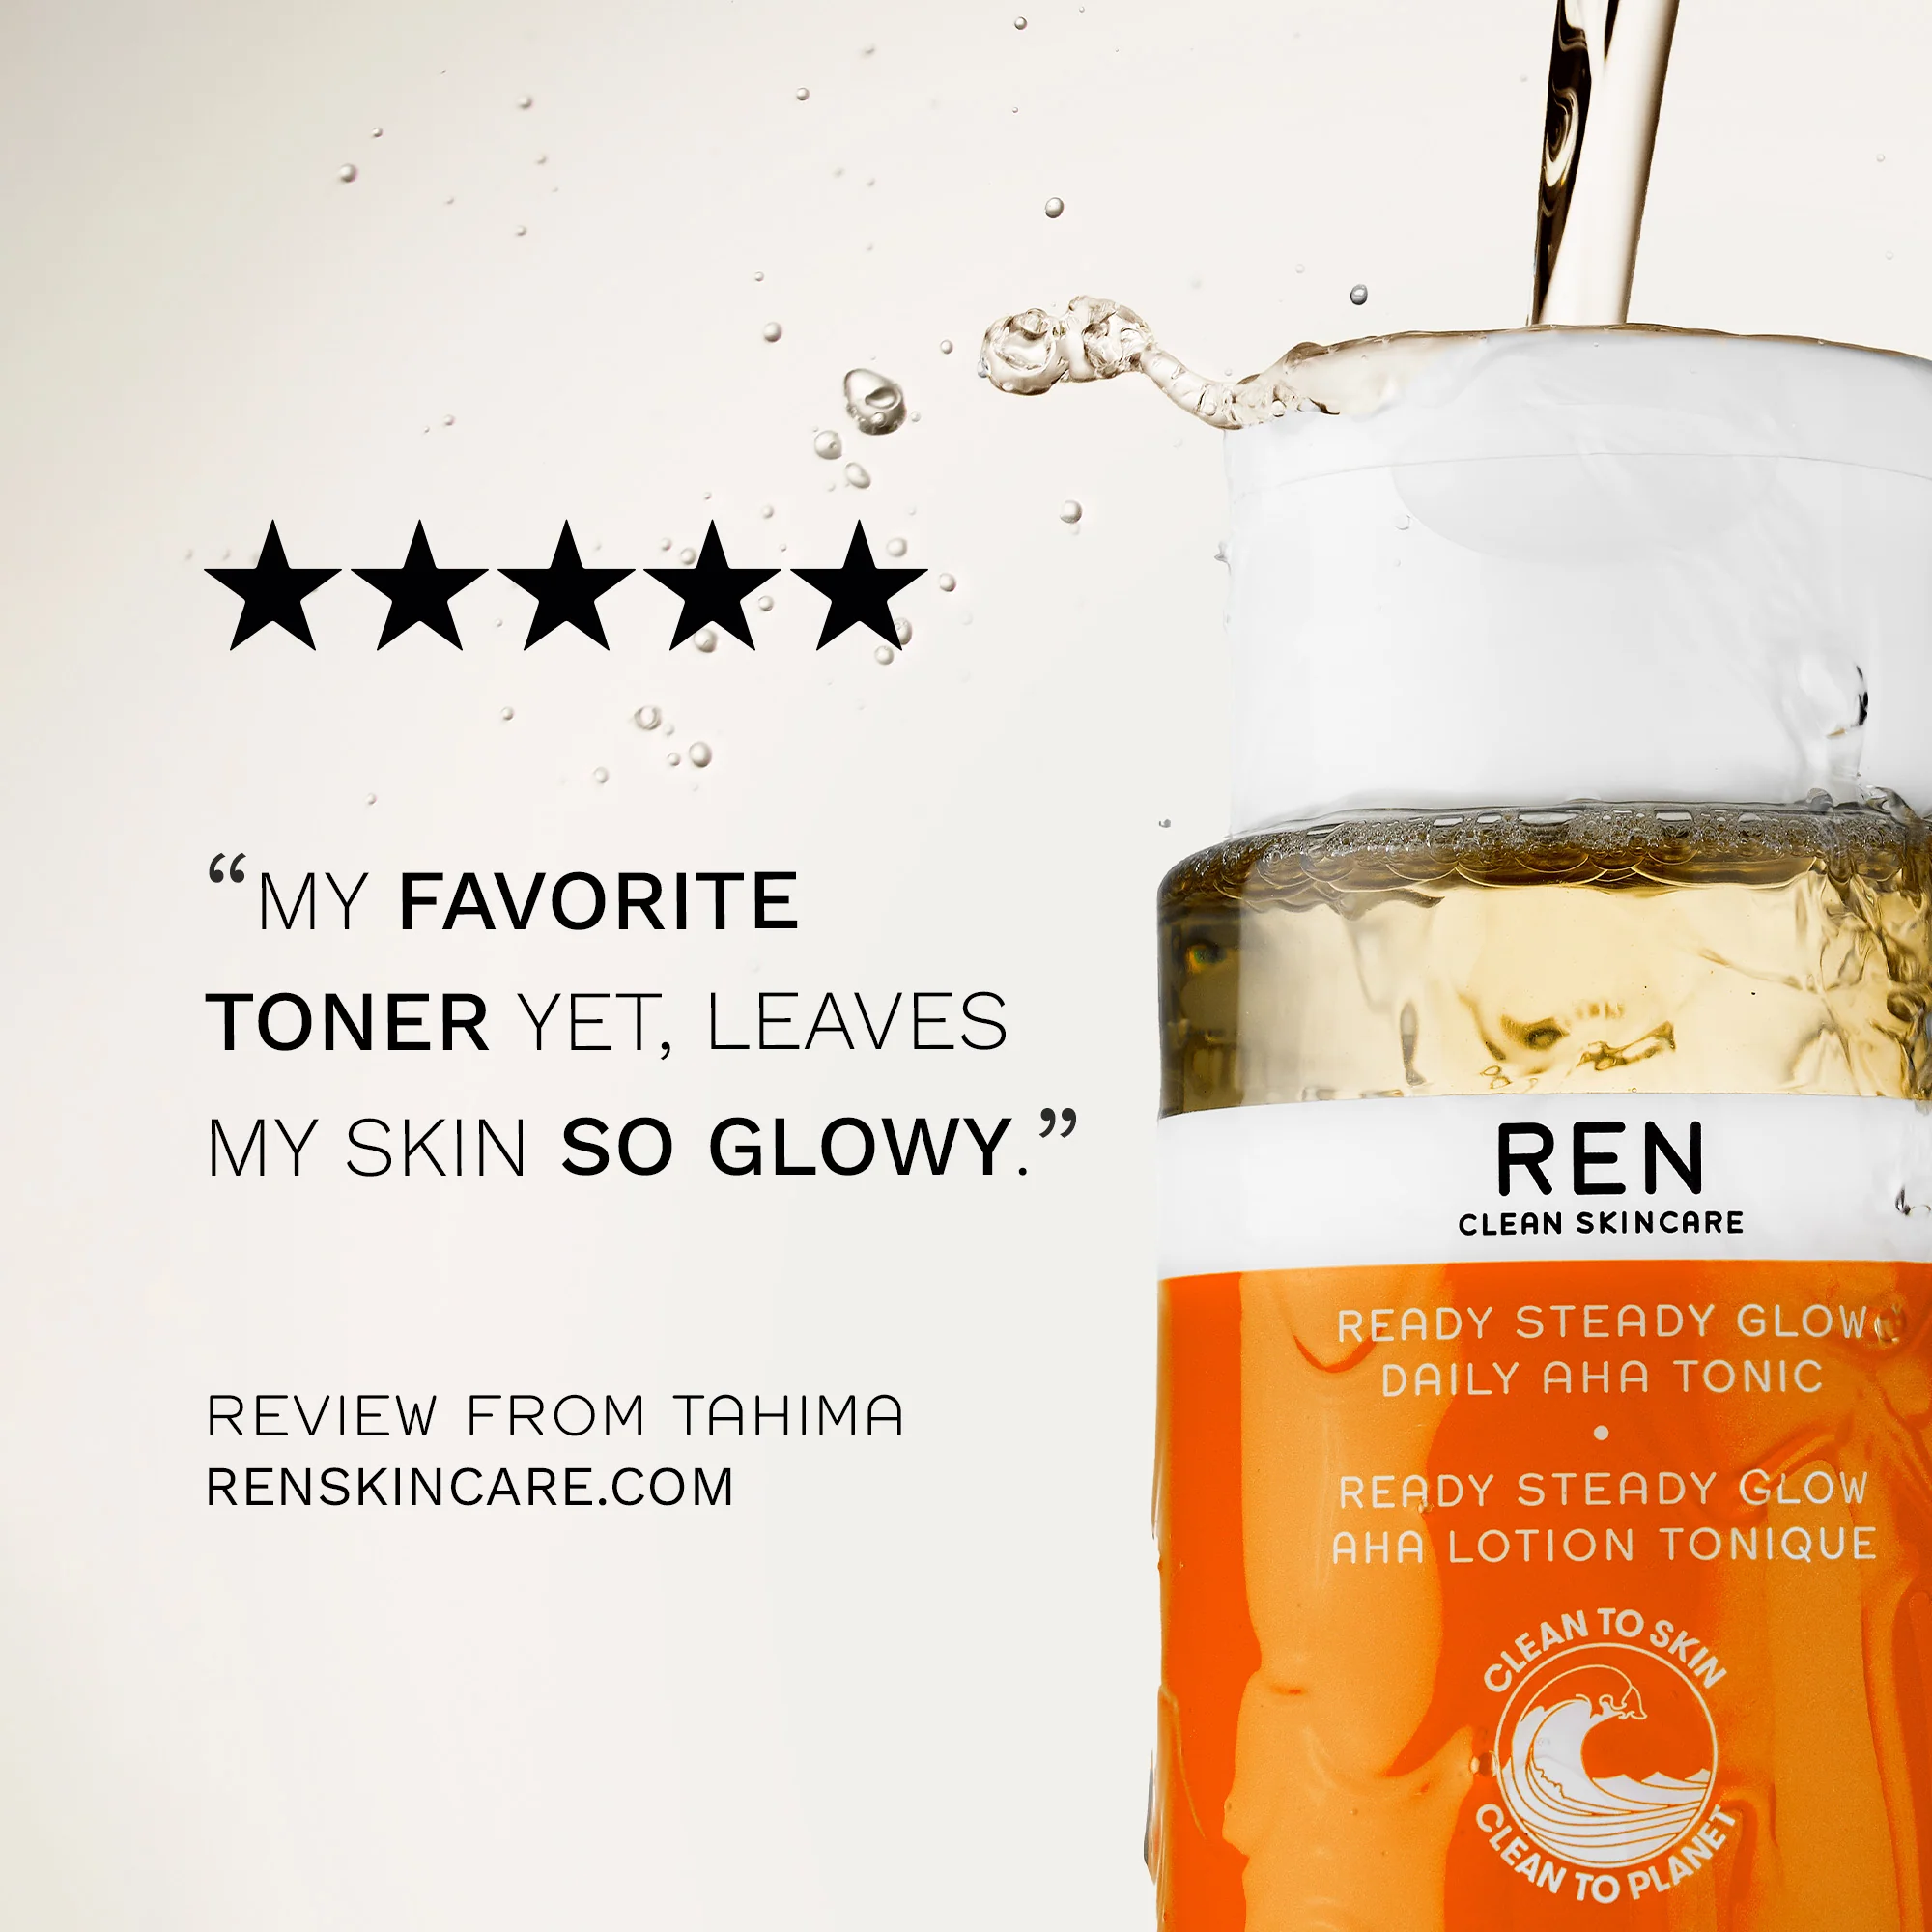 “MY FAVORITE
TONER YET, LEAVES
MY SKIN SO GLOWY.”
REVIEW FROM TAHIMA
RENSKINCARE.COM
REN
CLEAN SKINCARE
READY STEADY GLOW
DAILY AHA TONIC
•
READY STEADY GLOW
AHA LOTION TONIQUE
CLEAN TO SKIN
CLEAN TO PLANET